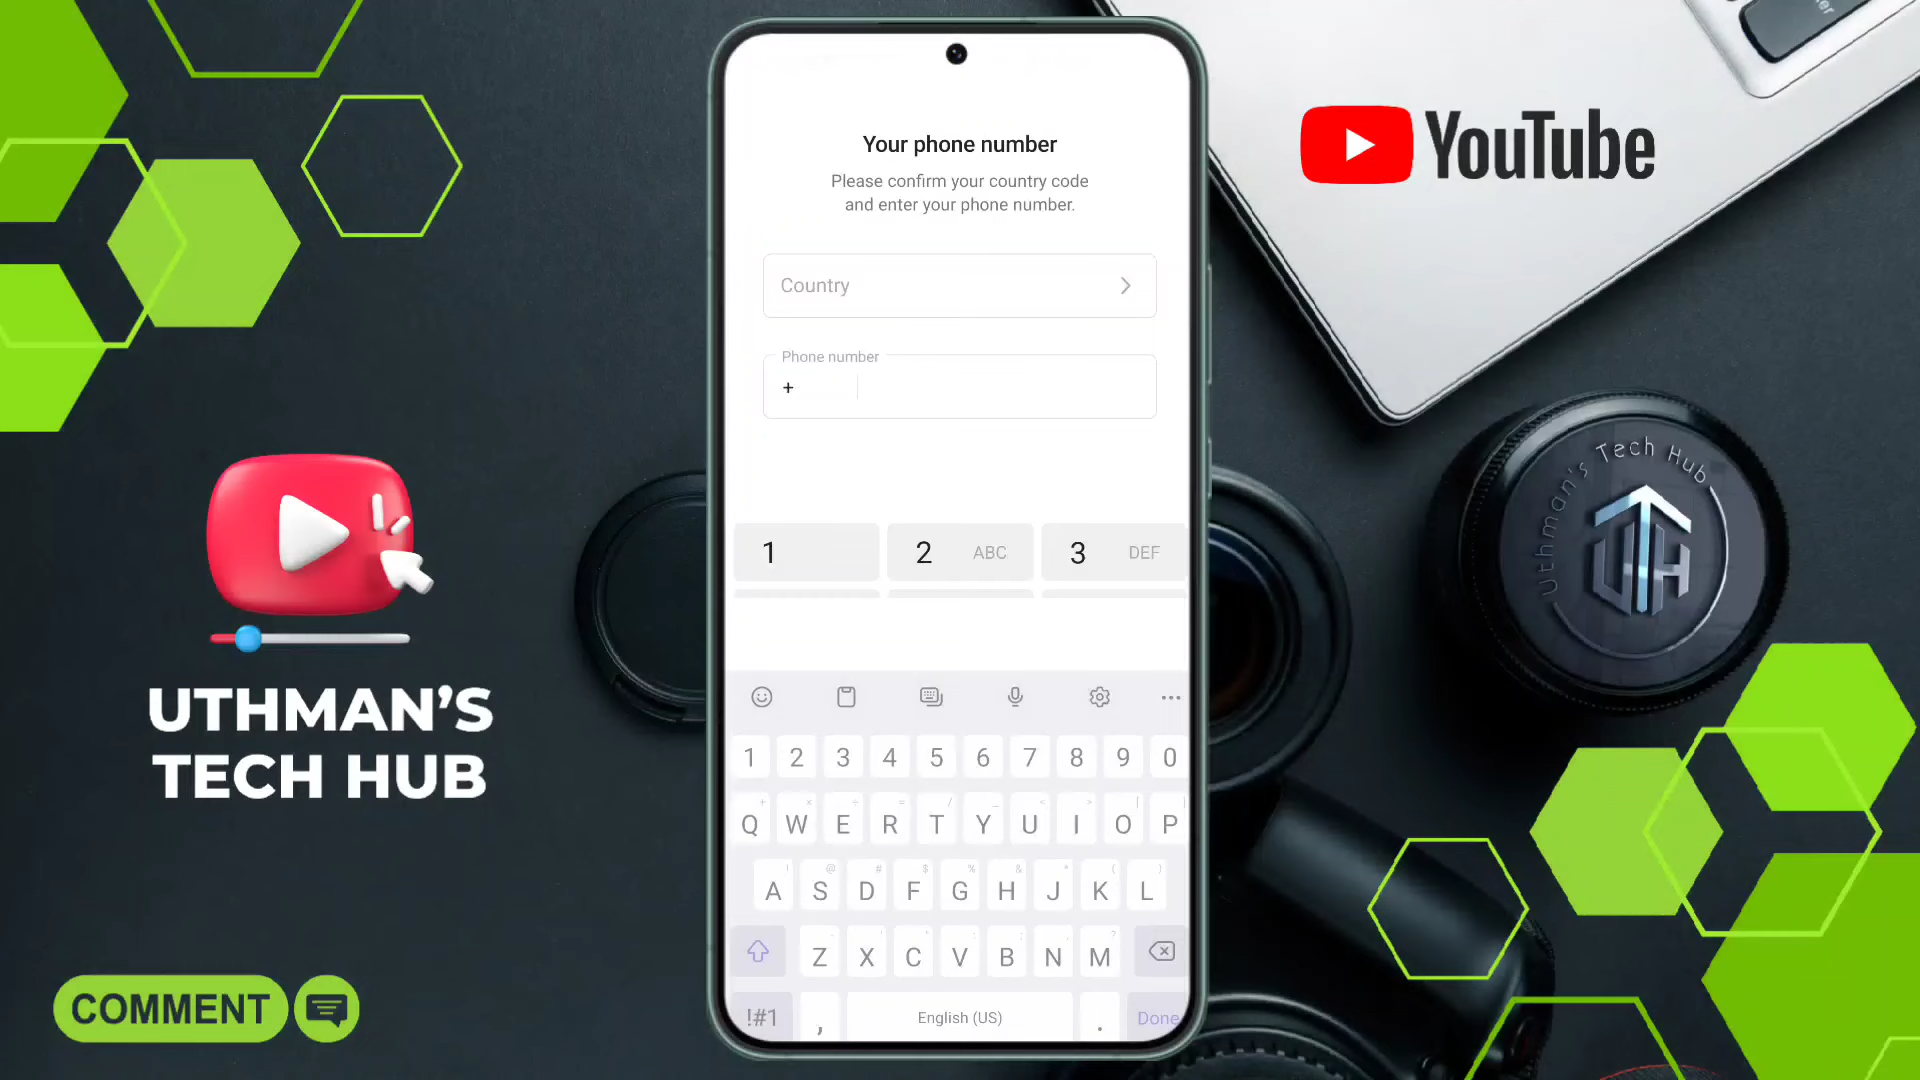 Your phone number
Please confirm your country code
and enter your phone number.
Country
Phone number
+
1
2 ABC
3 DEF
1 2 3 4 5 6 7 8 9 0
Q W E R T Y U I O P
A S D F G H J K L
Z X C V B N M
!#1 , English (US) . Done
YouTube
Uthman's Tech Hub
UTH
UTHMAN'S
TECH HUB
COMMENT